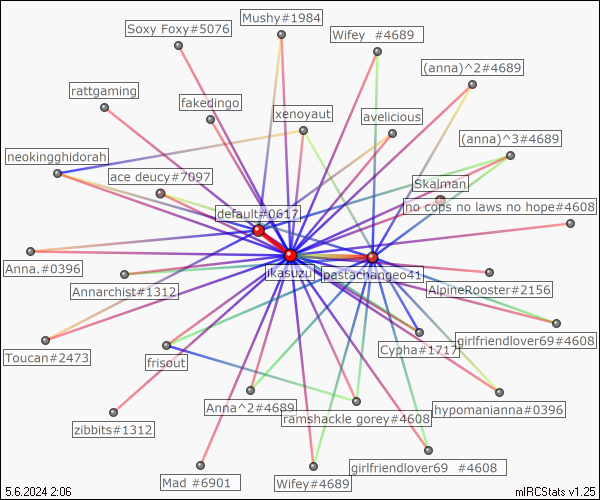 Mushy#1984
Soxy Foxy#5076
Wifey  #4689
(anna)^2#4689
rattgaming
fakedingo
xenoyaut
avelicious
(anna)^3#4689
neokingghidorah
ace deucy#7097
Skalman
default#0617
no cops no laws no hope#4608
Anna.#0396
ikasuzu
pastachangeo41
Annarchist#1312
AlpineRooster#2156
Toucan#2473
frisout
Cypha#1717
girlfriendlover69#4608
Anna^2#4689
ramshackle gorey#4608
hypomanianna#0396
zibbits#1312
Mad #6901
Wifey#4689
girlfriendlover69  #4608
5.6.2024 2:06
mIRCStats v1.25